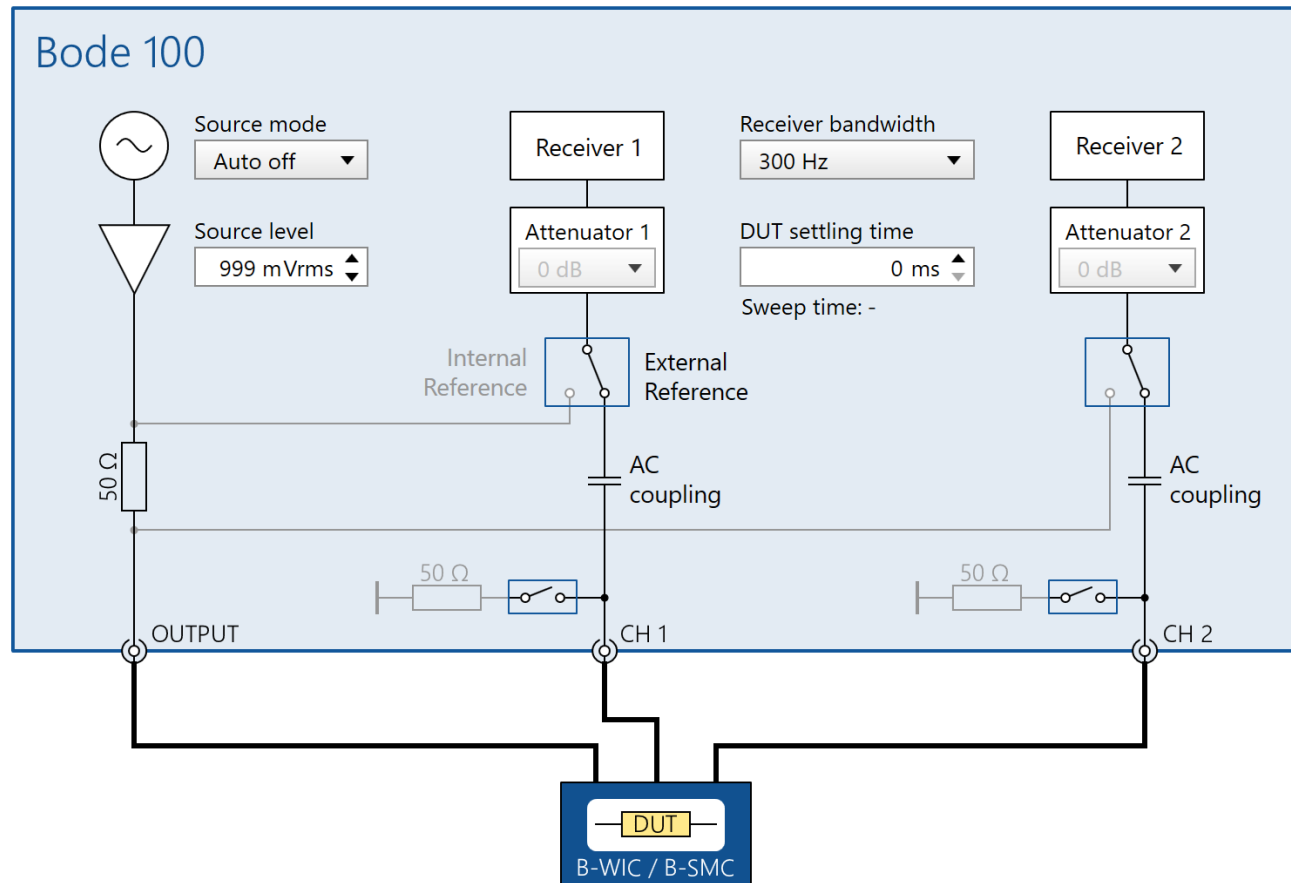 Bode 100
Source mode
Auto off
Receiver 1
Receiver bandwidth
300 Hz
Receiver 2
Source level
999 mVrms
Attenuator 1
0 dB
DUT settling time
0 ms
Sweep time: -
Attenuator 2
0 dB
Internal
Reference
External
Reference
50 Ω
AC
coupling
AC
coupling
50 Ω
50 Ω
OUTPUT
CH 1
CH 2
DUT
B-WIC / B-SMC